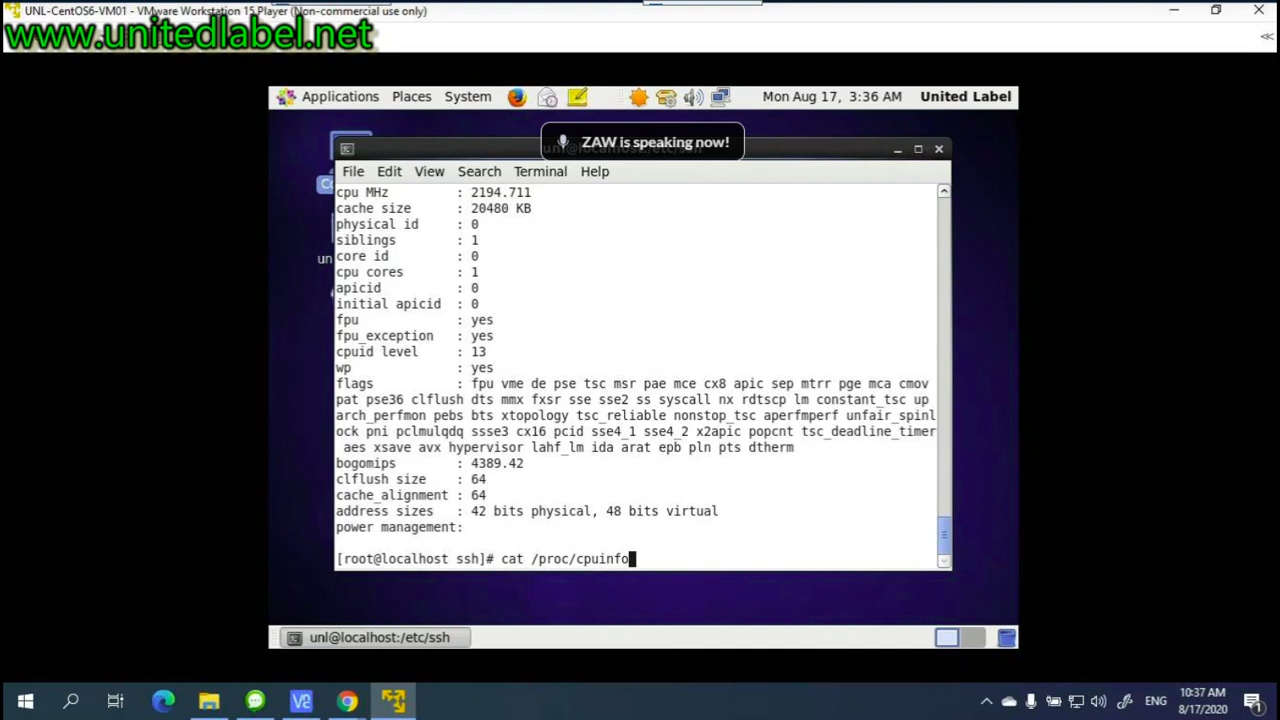 UNL-CentOS6-VM01 - VMware Workstation 15 Player (Non-commercial use only)
www.unitedlabel.net
Applications Places System Mon Aug 17, 3:36 AM United Label
ZAW is speaking now!
File Edit View Search Terminal Help
cpu MHz : 2194.711
cache size : 20480 KB
physical id : 0
siblings : 1
core id : 0
cpu cores : 1
apicid : 0
initial apicid : 0
fpu : yes
fpu_exception : yes
cpuid level : 13
wp : yes
flags : fpu vme de pse tsc msr pae mce cx8 apic sep mtrr pge mca cmov
pat pse36 clflush dts mmx fxsr sse sse2 ss syscall nx rdtscp lm constant_tsc up
arch_perfmon pebs bts xtopology tsc_reliable nonstop_tsc aperfmperf unfair_spinl
ock pni pclmulqdq ssse3 cx16 pcid sse4_1 sse4_2 x2apic popcnt tsc_deadline_timer
aes xsave avx hypervisor lahf_lm ida arat epb pln pts dtherm
bogomips : 4389.42
clflush size : 64
cache_alignment : 64
address sizes : 42 bits physical, 48 bits virtual
power management:
[root@localhost ssh]# cat /proc/cpuinfo
unl@localhost:/etc/ssh
ENG
10:37 AM
8/17/2020